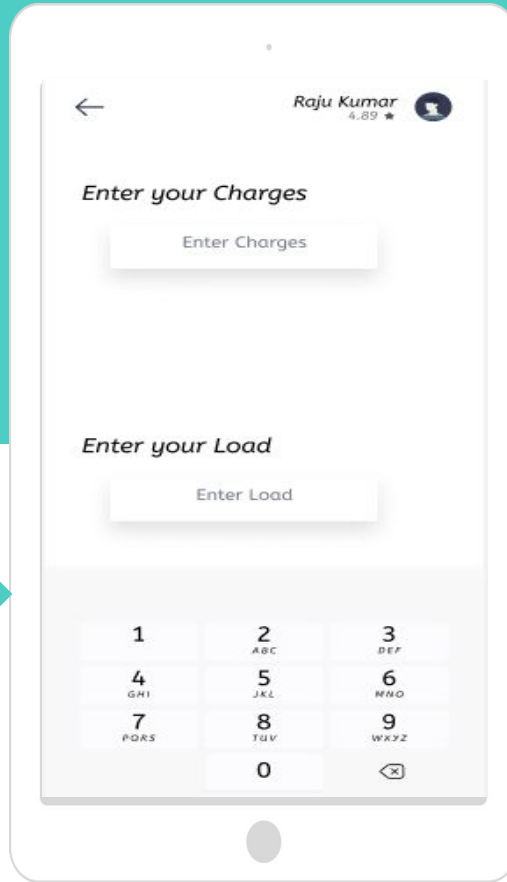 Raju Kumar
4.89 ★
Enter your Charges
Enter Charges
Enter your Load
Enter Load
1 2 3
ABC DEF
4 5 6
GHI JKL MNO
7 8 9
PQRS TUV WXYZ
0